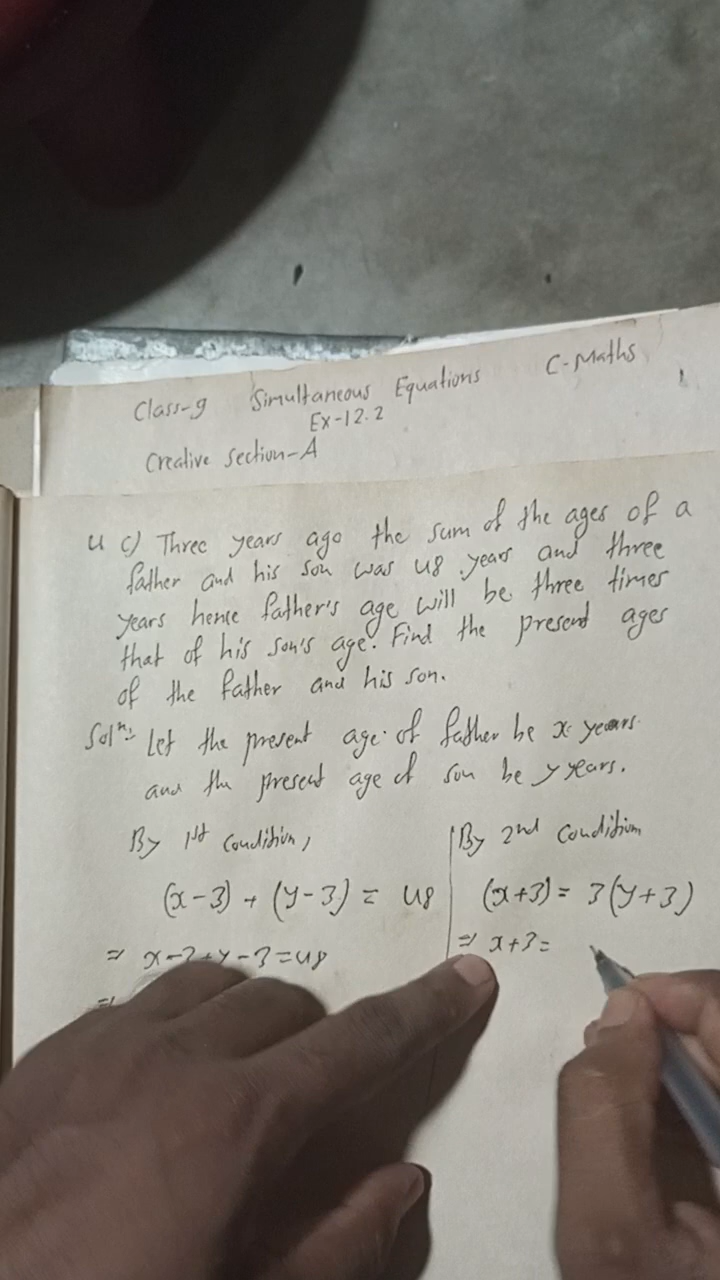 Class-9 Simultaneous Equations C-Maths
Ex-12.2
Creative section-A
4 c) Three years ago the sum of the ages of a
father and his son was 48 years and three
years hence father's age will be three times
that of his son's age. Find the present ages
of the father and his son.
Solⁿ: Let the present age of father be x years
and the present age of son be y years.
By 1st Condition,
(x-3) + (y-3) = 48
⇒ x-3+y-3=48
⇒
By 2nd Condition
(x+3) = 3(y+3)
⇒ x+3=